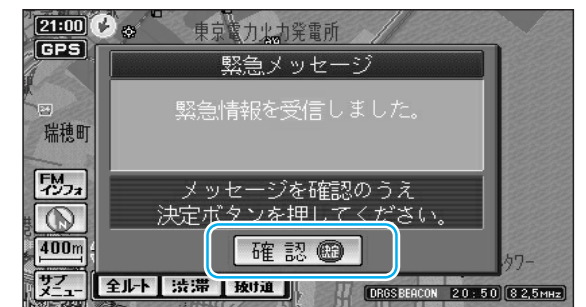 21:00
GPS
東京電力火力発電所
緊急メッセージ
緊急情報を受信しました。
瑞穂町
FM
インフォ
メッセージを確認のうえ
決定ボタンを押してください。
400m
確認 決定
タワー
サブ
メニュー
全ルート 渋滞 抜け道
DRGS BEACON 20:50 82,5MHz